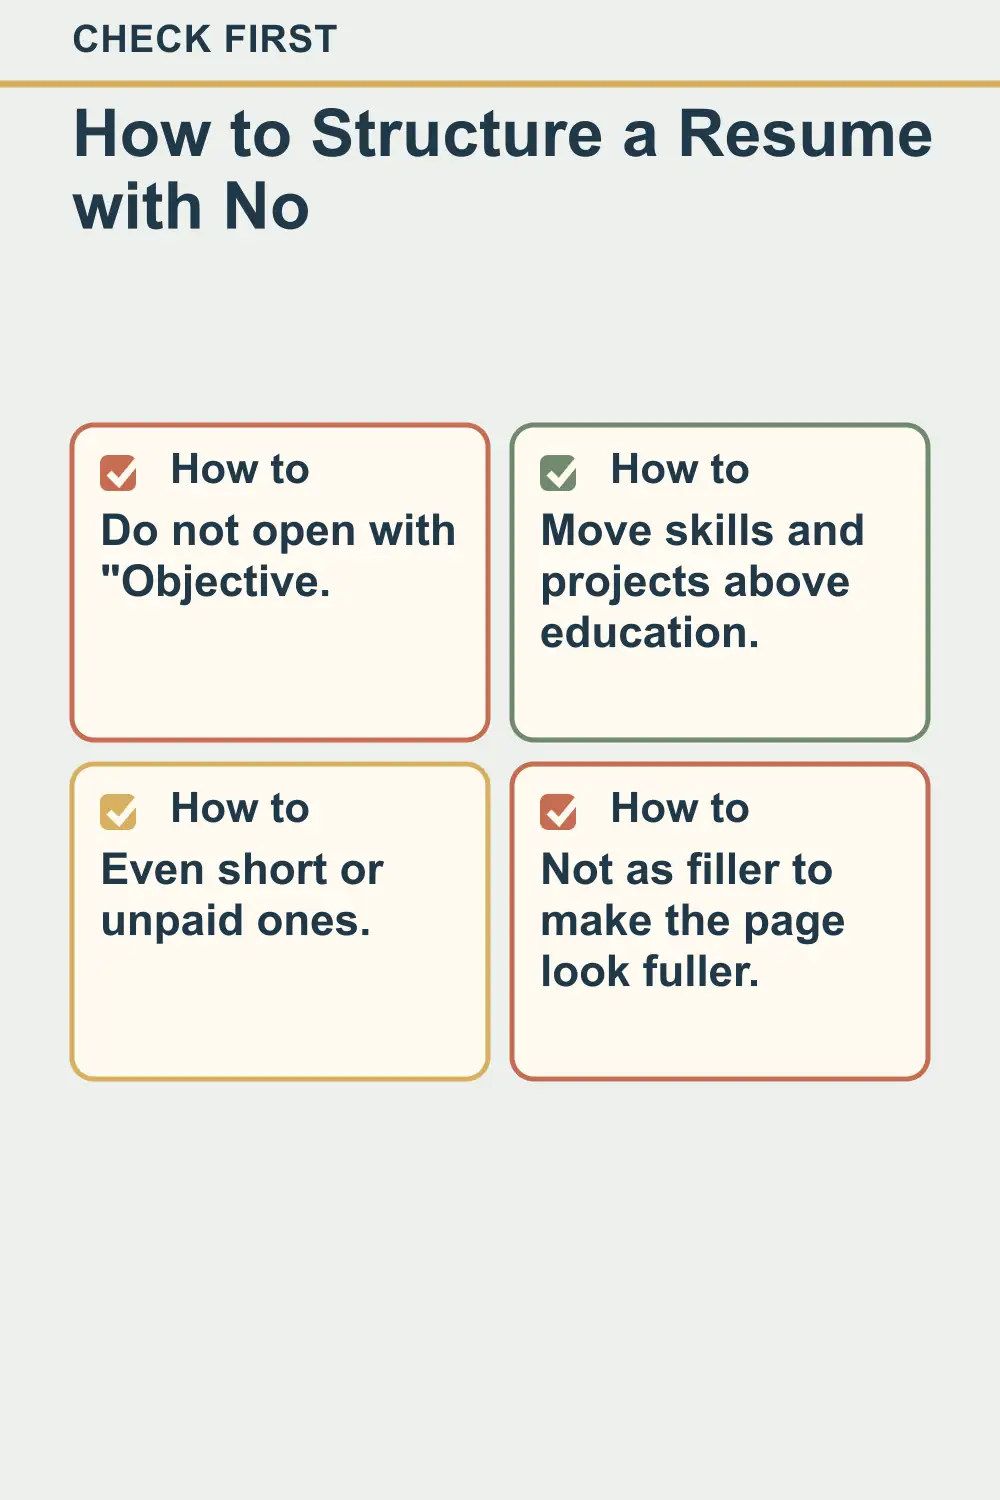 CHECK FIRST
How to Structure a Resume
with No
How to
Do not open with
"Objective.
How to
Move skills and
projects above
education.
How to
Even short or
unpaid ones.
How to
Not as filler to
make the page
look fuller.